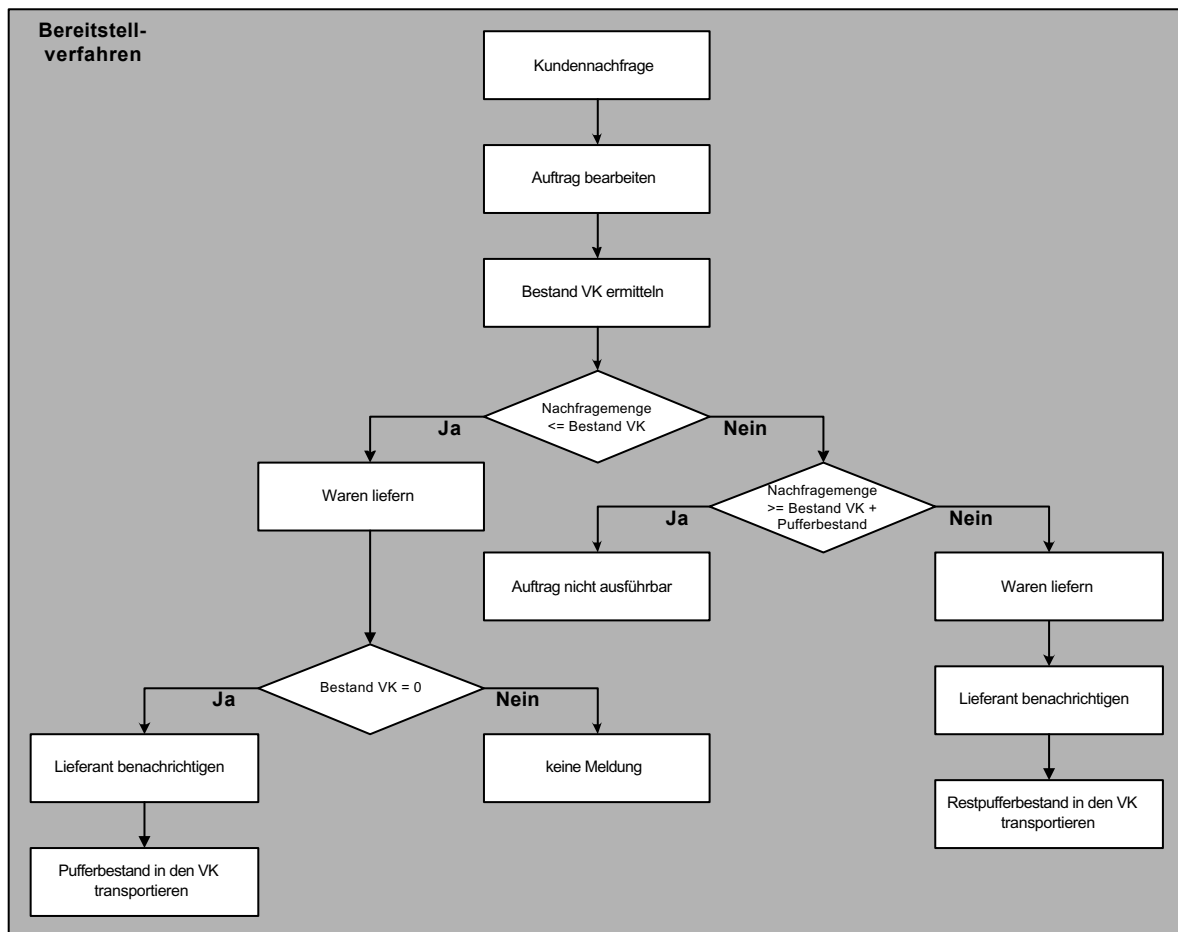 Bereitstell-
verfahren
Kundennachfrage
Auftrag bearbeiten
Bestand VK ermitteln
Nachfragemenge
<= Bestand VK
Ja
Nein
Waren liefern
Nachfragemenge
>= Bestand VK +
Pufferbestand
Ja
Nein
Auftrag nicht ausführbar
Waren liefern
Bestand VK = 0
Ja
Nein
Lieferant benachrichtigen
Lieferant benachrichtigen
keine Meldung
Restpufferbestand in den VK
transportieren
Pufferbestand in den VK
transportieren